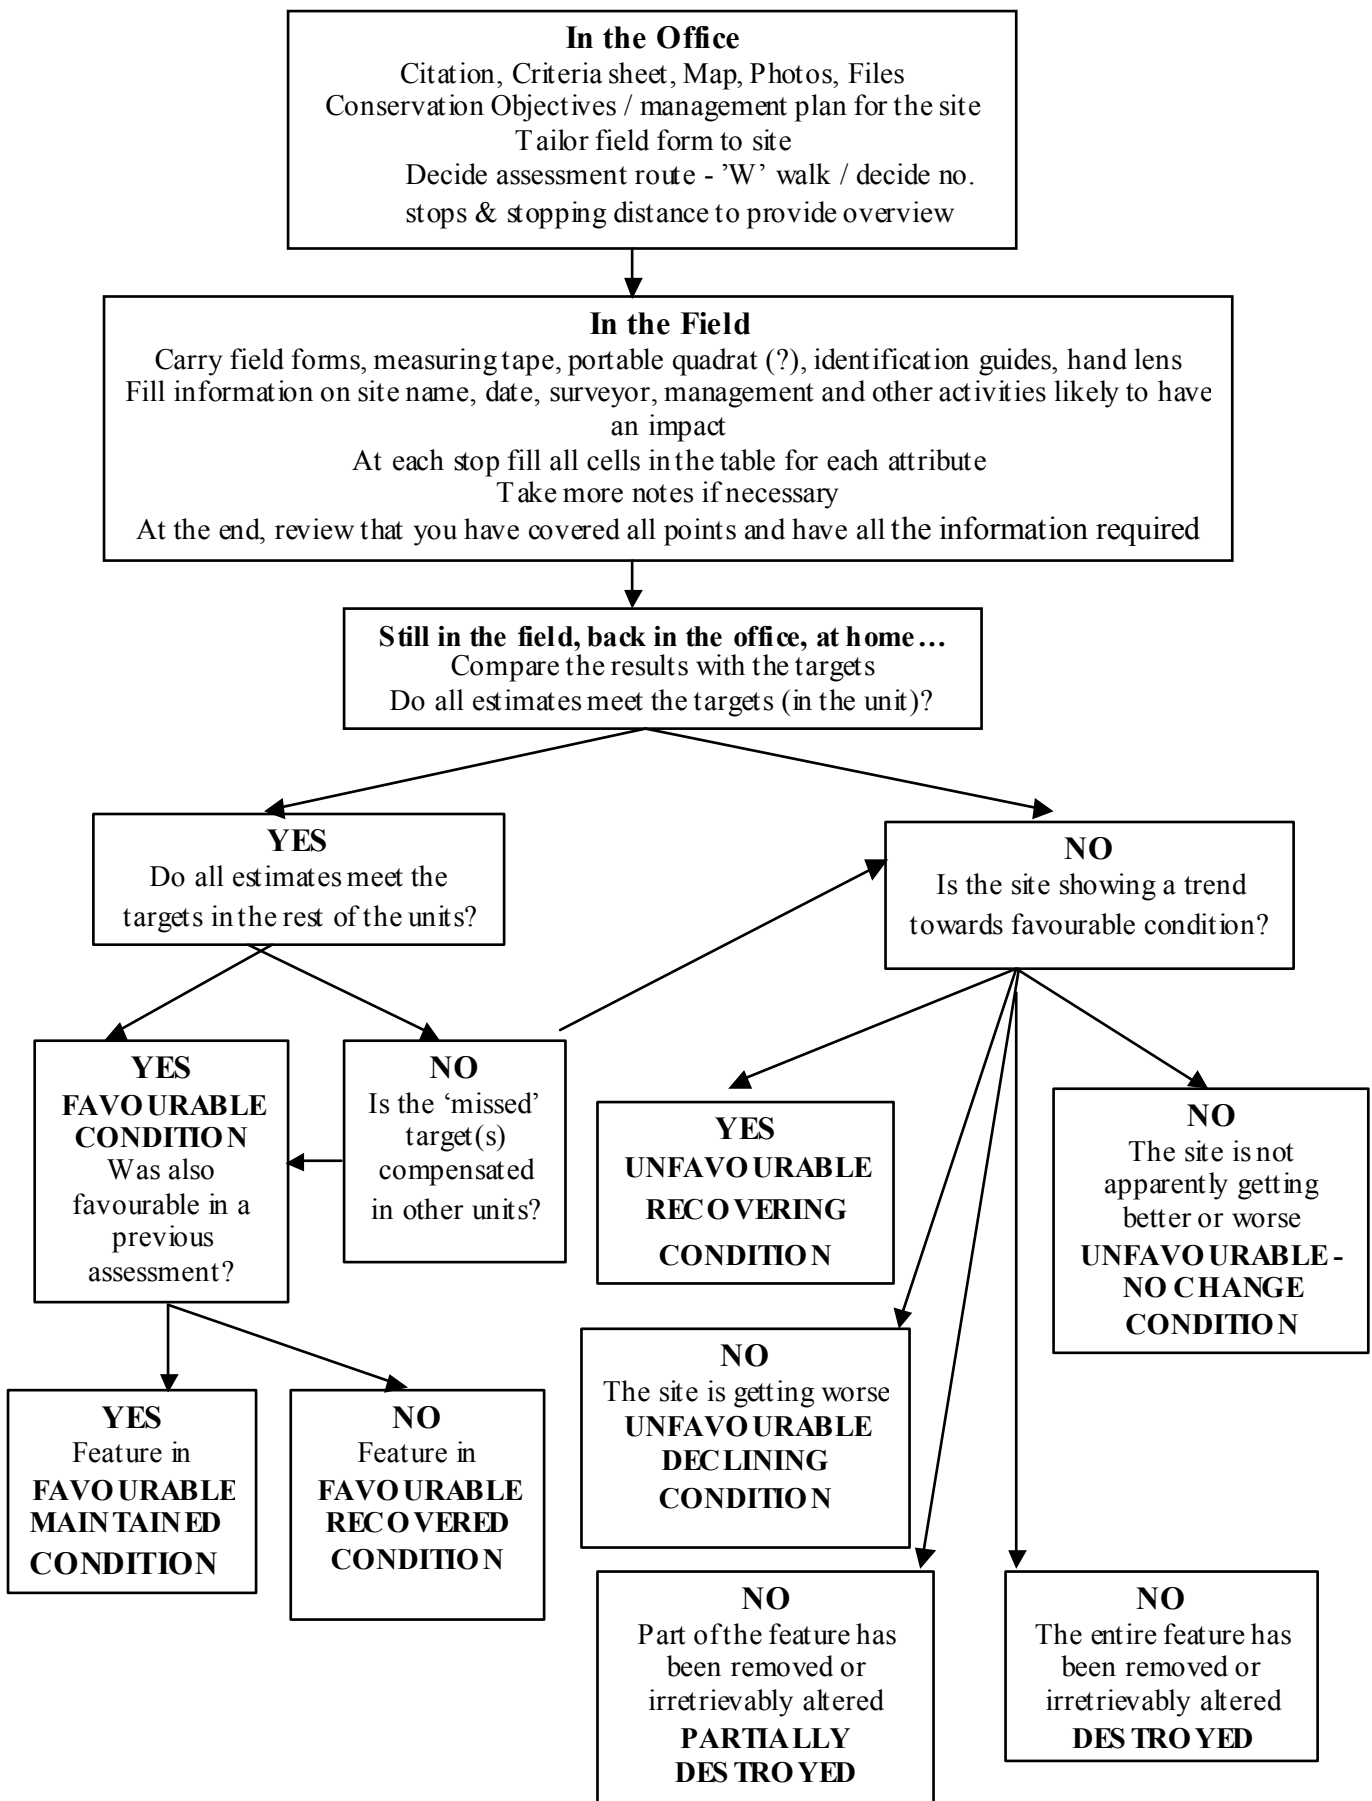 In the Office
Citation, Criteria sheet, Map, Photos, Files
Conservation Objectives / management plan for the site
Tailor field form to site
Decide assessment route - ’W’ walk / decide no.
stops & stopping distance to provide overview
In the Field
Carry field forms, measuring tape, portable quadrat (?), identification guides, hand lens
Fill information on site name, date, surveyor, management and other activities likely to have
an impact
At each stop fill all cells in the table for each attribute
Take more notes if necessary
At the end, review that you have covered all points and have all the information required
Still in the field, back in the office, at home…
Compare the results with the targets
Do all estimates meet the targets (in the unit)?
YES
Do all estimates meet the
targets in the rest of the units?
NO
Is the site showing a trend
towards favourable condition?
YES
FAVOURABLE
CONDITION
Was also
favourable in a
previous
assessment?
NO
Is the ‘missed’
target(s)
compensated
in other units?
YES
UNFAVOURABLE
RECOVERING
CONDITION
NO
The site is not
apparently getting
better or worse
UNFAVOURABLE -
NO CHANGE
CONDITION
NO
The site is getting worse
UNFAVOURABLE
DECLINING
CONDITION
YES
Feature in
FAVOURABLE
MAINTAINED
CONDITION
NO
Feature in
FAVOURABLE
RECOVERED
CONDITION
NO
Part of the feature has
been removed or
irretrievably altered
PARTIALLY
DESTROYED
NO
The entire feature has
been removed or
irretrievably altered
DESTROYED